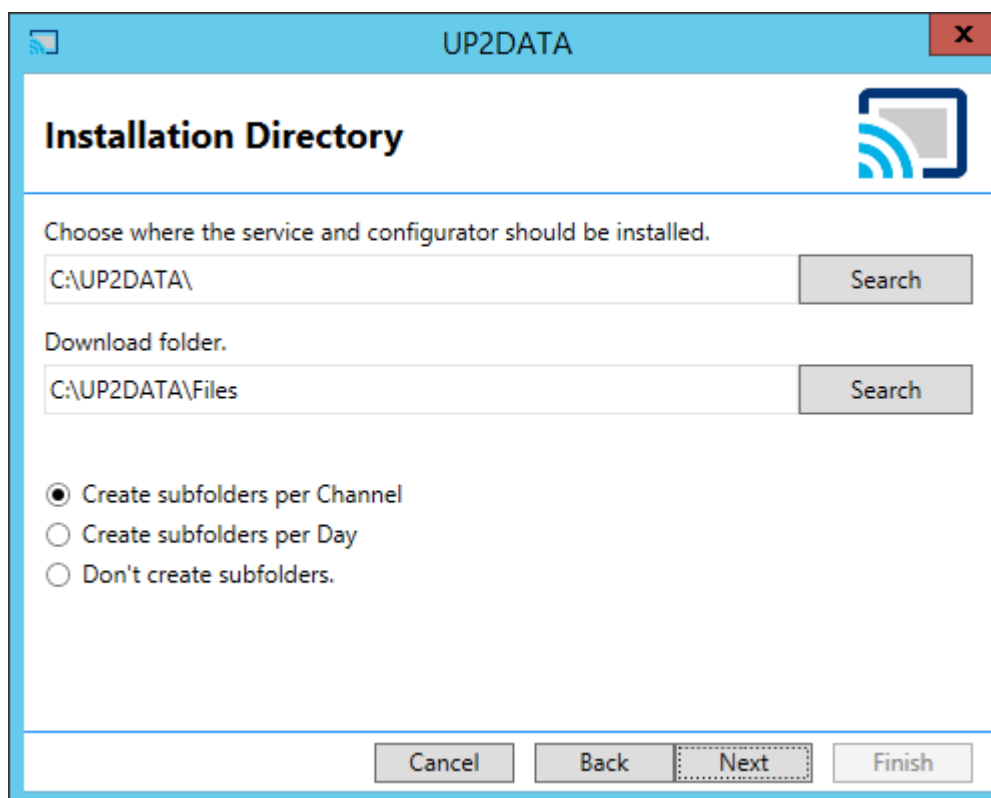 UP2DATA
x
Installation Directory
Choose where the service and configurator should be installed.
C:\UP2DATA\
Search
Download folder.
C:\UP2DATA\Files
Search
Create subfolders per Channel
Create subfolders per Day
Don't create subfolders.
Cancel
Back
Next
Finish